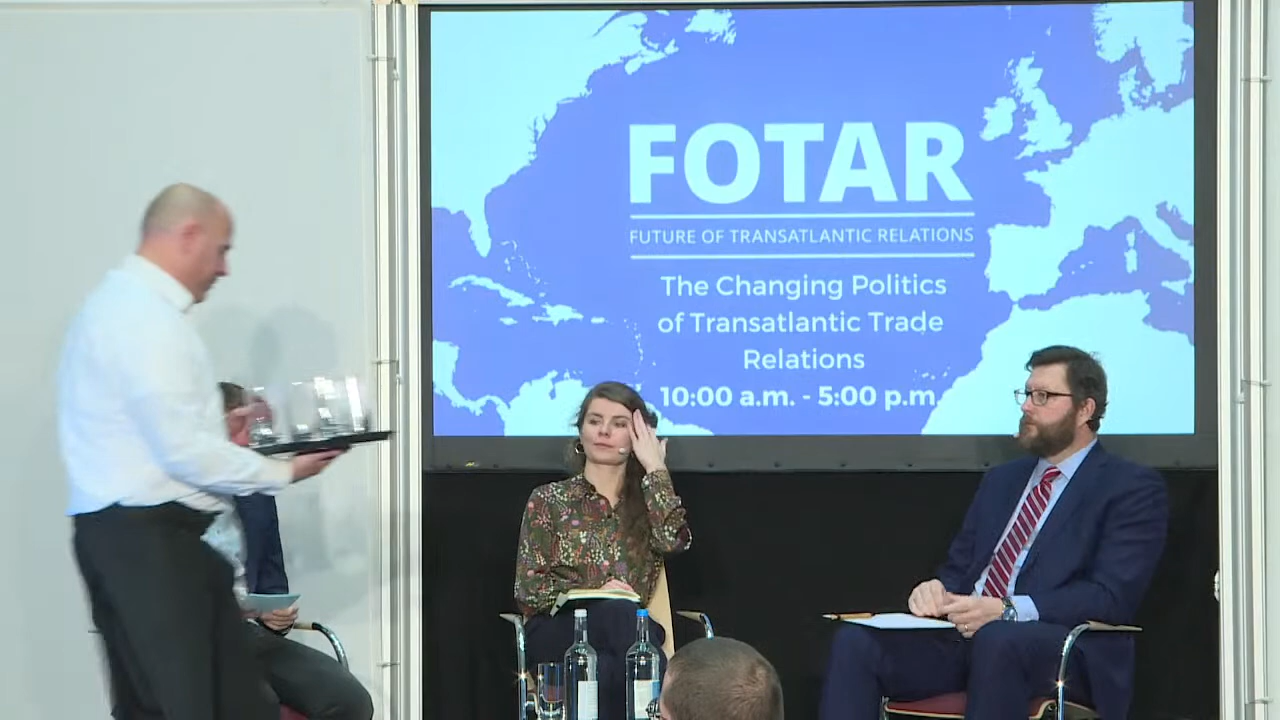 FOTAR
FUTURE OF TRANSATLANTIC RELATIONS
The Changing Politics
of Transatlantic Trade
Relations
10:00 a.m. - 5:00 p.m.